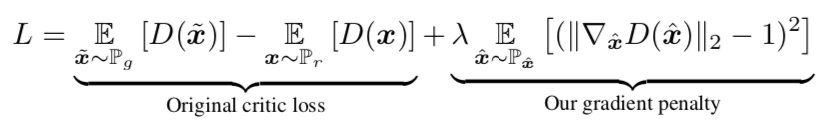 L = 𝔼_{x̃∼ℙ_g} [D(x̃)] − 𝔼_{x∼ℙ_r} [D(x)] + λ 𝔼_{x̂∼ℙ_x̂} [(‖∇_x̂ D(x̂)‖₂ − 1)²]
Original critic loss
Our gradient penalty